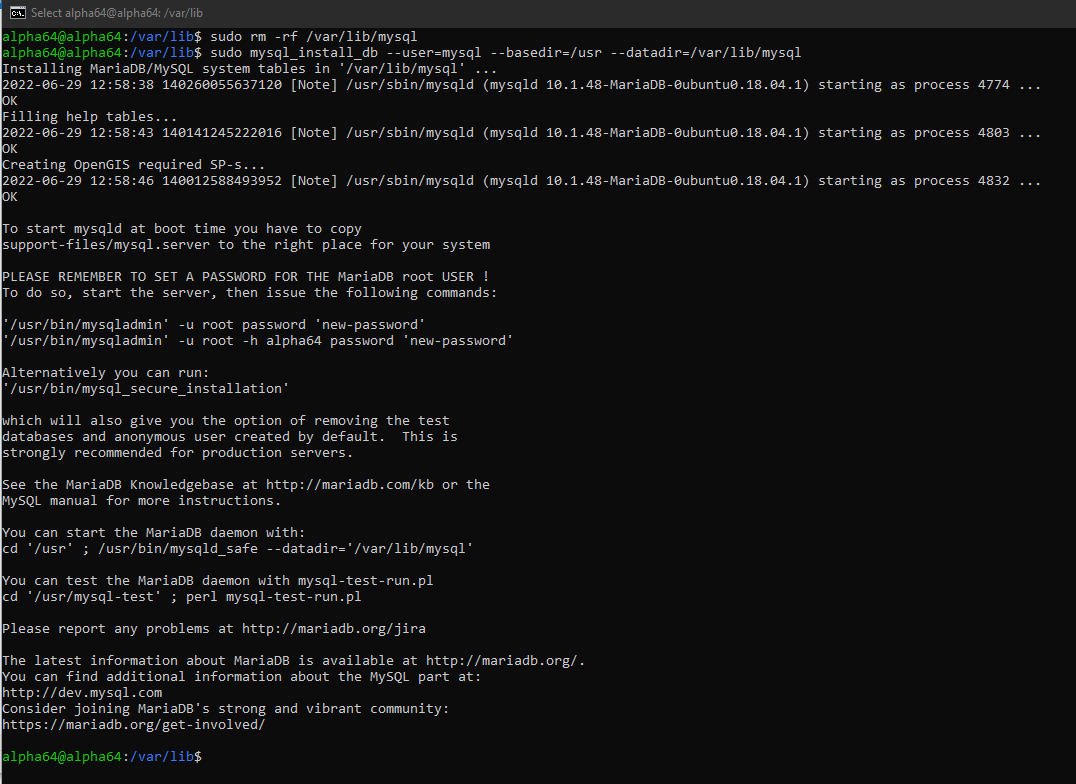 Select alpha64@alpha64: /var/lib
alpha64@alpha64:/var/lib$ sudo rm -rf /var/lib/mysql
alpha64@alpha64:/var/lib$ sudo mysql_install_db --user=mysql --basedir=/usr --datadir=/var/lib/mysql
Installing MariaDB/MySQL system tables in '/var/lib/mysql' ...
2022-06-29 12:58:38 140260055637120 [Note] /usr/sbin/mysqld (mysqld 10.1.48-MariaDB-0ubuntu0.18.04.1) starting as process 4774 ...
OK
Filling help tables...
2022-06-29 12:58:43 140141245222016 [Note] /usr/sbin/mysqld (mysqld 10.1.48-MariaDB-0ubuntu0.18.04.1) starting as process 4803 ...
OK
Creating OpenGIS required SP-s...
2022-06-29 12:58:46 140012588493952 [Note] /usr/sbin/mysqld (mysqld 10.1.48-MariaDB-0ubuntu0.18.04.1) starting as process 4832 ...
OK
To start mysqld at boot time you have to copy
support-files/mysql.server to the right place for your system
PLEASE REMEMBER TO SET A PASSWORD FOR THE MariaDB root USER !
To do so, start the server, then issue the following commands:
'/usr/bin/mysqladmin' -u root password 'new-password'
'/usr/bin/mysqladmin' -u root -h alpha64 password 'new-password'
Alternatively you can run:
'/usr/bin/mysql_secure_installation'
which will also give you the option of removing the test
databases and anonymous user created by default.  This is
strongly recommended for production servers.
See the MariaDB Knowledgebase at http://mariadb.com/kb or the
MySQL manual for more instructions.
You can start the MariaDB daemon with:
cd '/usr' ; /usr/bin/mysqld_safe --datadir='/var/lib/mysql'
You can test the MariaDB daemon with mysql-test-run.pl
cd '/usr/mysql-test' ; perl mysql-test-run.pl
Please report any problems at http://mariadb.org/jira
The latest information about MariaDB is available at http://mariadb.org/.
You can find additional information about the MySQL part at:
http://dev.mysql.com
Consider joining MariaDB's strong and vibrant community:
https://mariadb.org/get-involved/
alpha64@alpha64:/var/lib$